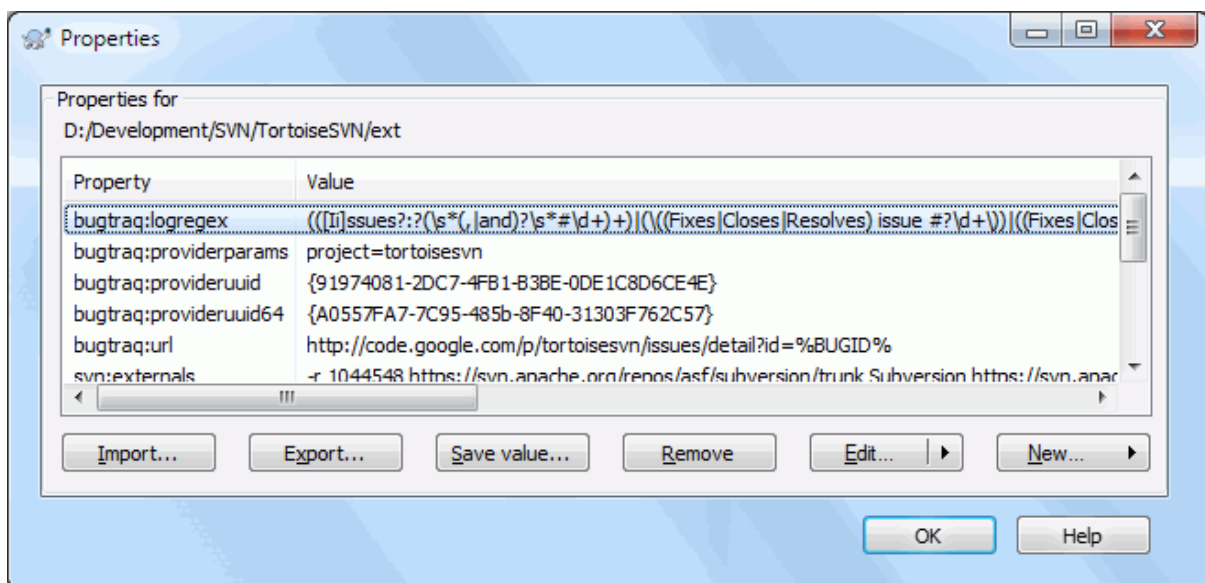 Properties
Properties for
D:/Development/SVN/TortoiseSVN/ext
Property Value
bugtraq:logregex (([Ii]ssues?:?(\s*(,|and)?\s*#\d+)+)|(\((Fixes|Closes|Resolves) issue #?\d+\))|((Fixes|Clos
bugtraq:providerparams project=tortoisesvn
bugtraq:provideruuid {91974081-2DC7-4FB1-B3BE-0DE1C8D6CE4E}
bugtraq:provideruuid64 {A0557FA7-7C95-485b-8F40-31303F762C57}
bugtraq:url http://code.google.com/p/tortoisesvn/issues/detail?id=%BUGID%
svn:externals -r 1044548 https://svn.apache.org/repos/asf/subversion/trunk Subversion https://svn.apac
Import... Export... Save value... Remove Edit... New...
OK Help